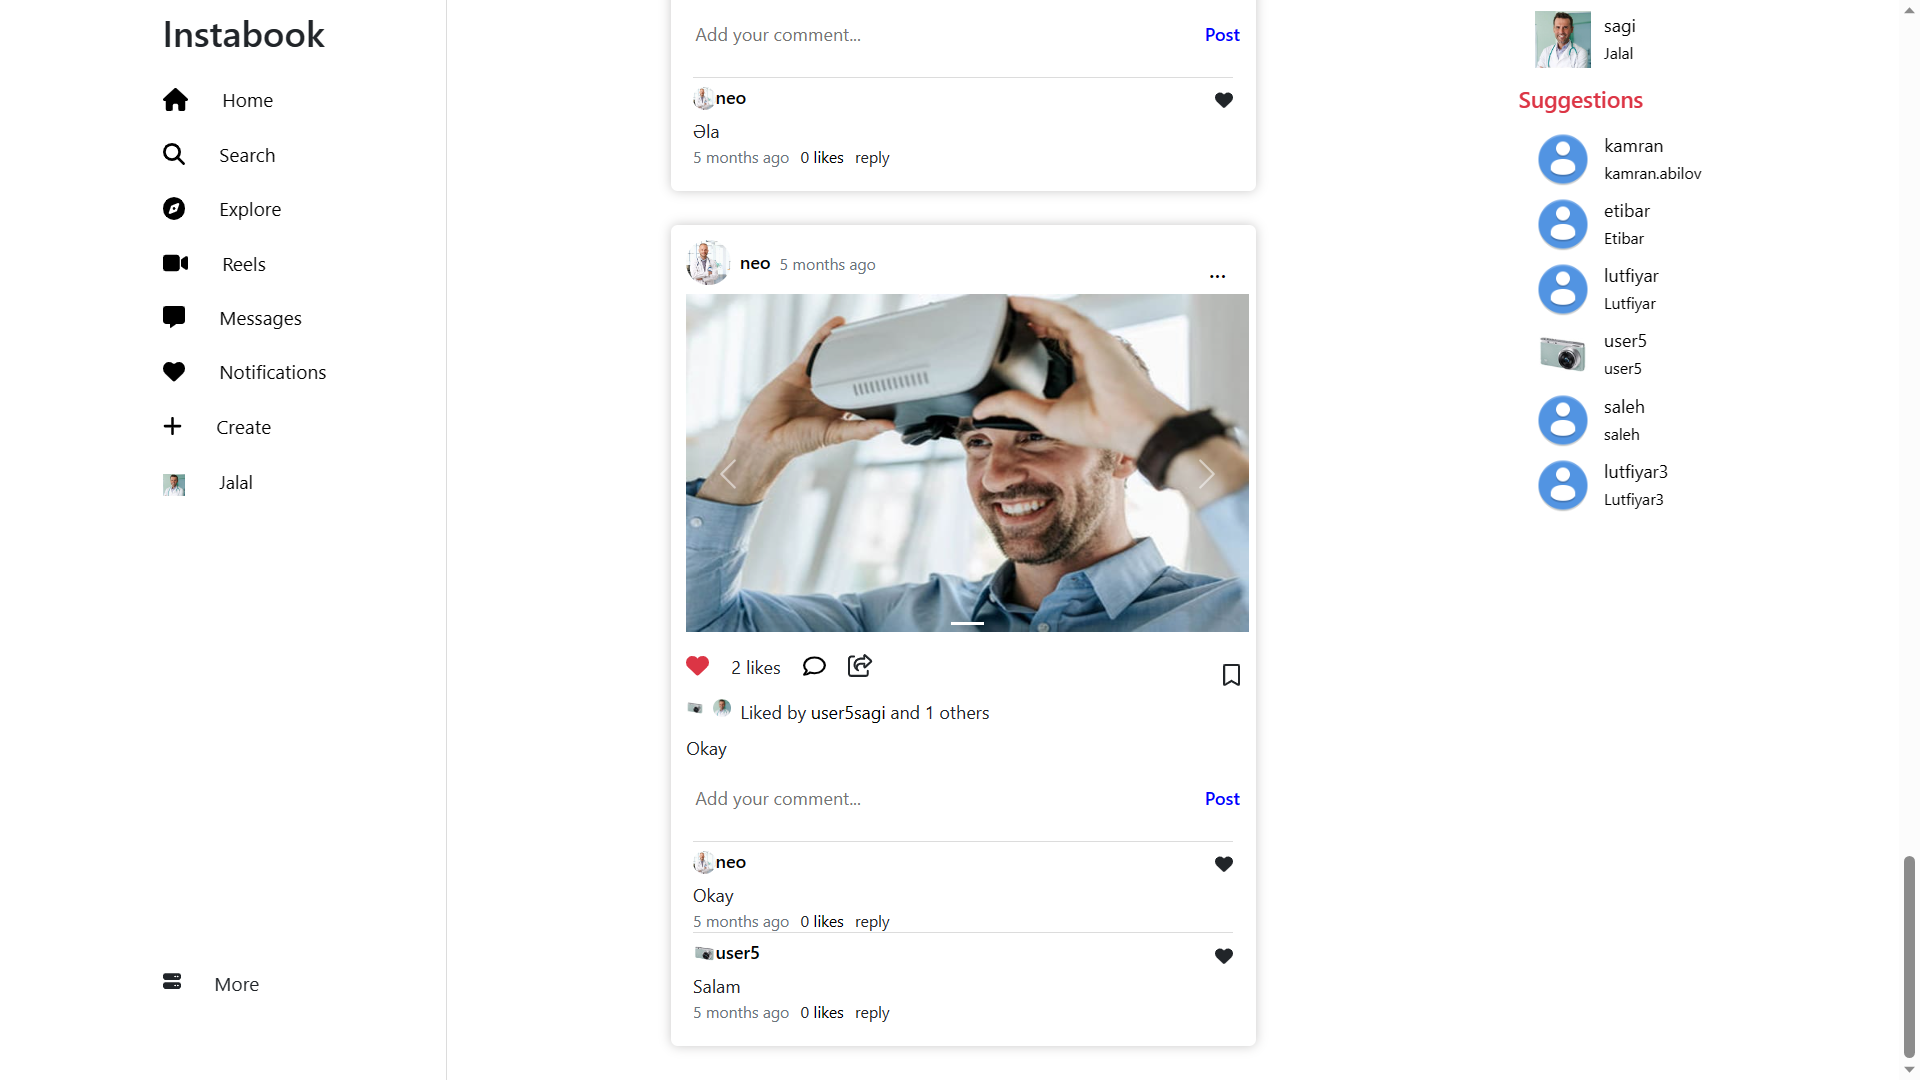 Instabook
Home
Search
Explore
Reels
Messages
Notifications
Create
Jalal
More
Add your comment...
Post
neo
Əla
5 months ago 0 likes reply
neo 5 months ago
...
2 likes
Liked by user5sagi and 1 others
Okay
Add your comment...
Post
neo
Okay
5 months ago 0 likes reply
user5
Salam
5 months ago 0 likes reply
sagi
Jalal
Suggestions
kamran
kamran.abilov
etibar
Etibar
lutfiyar
Lutfiyar
user5
user5
saleh
saleh
lutfiyar3
Lutfiyar3